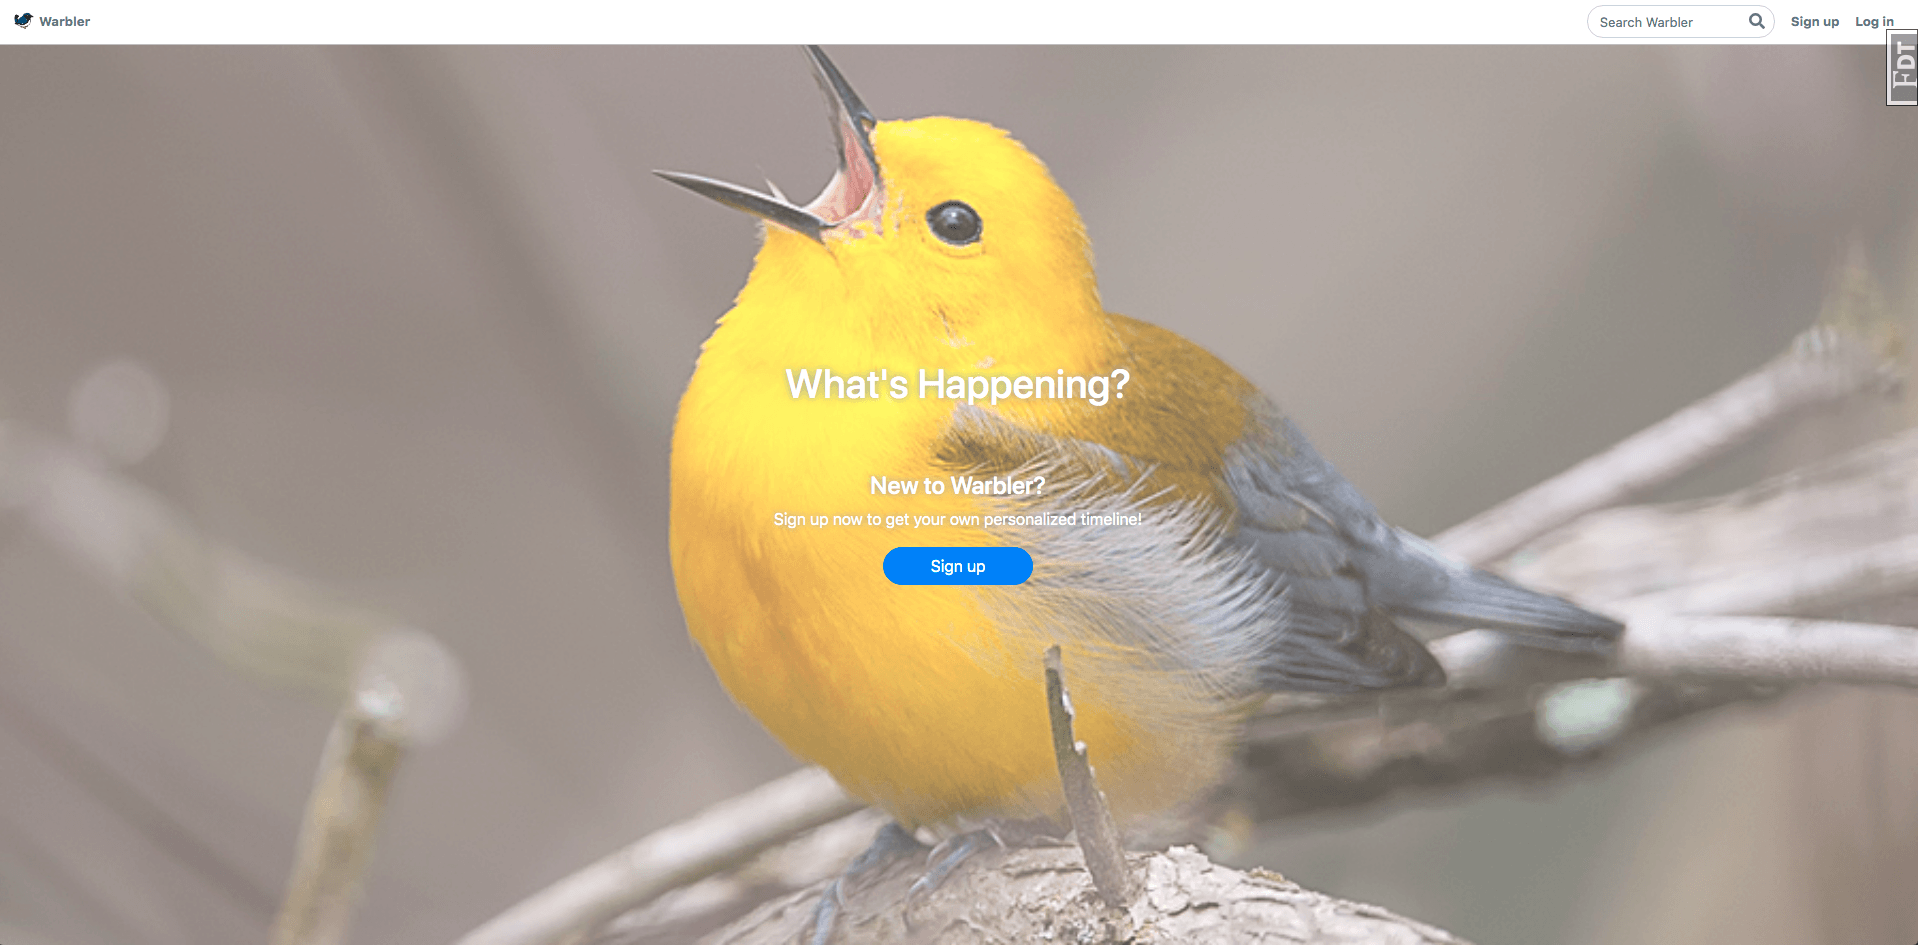 Warbler
Search Warbler
Sign up
Log in
FDT
What's Happening?
New to Warbler?
Sign up now to get your own personalized timeline!
Sign up